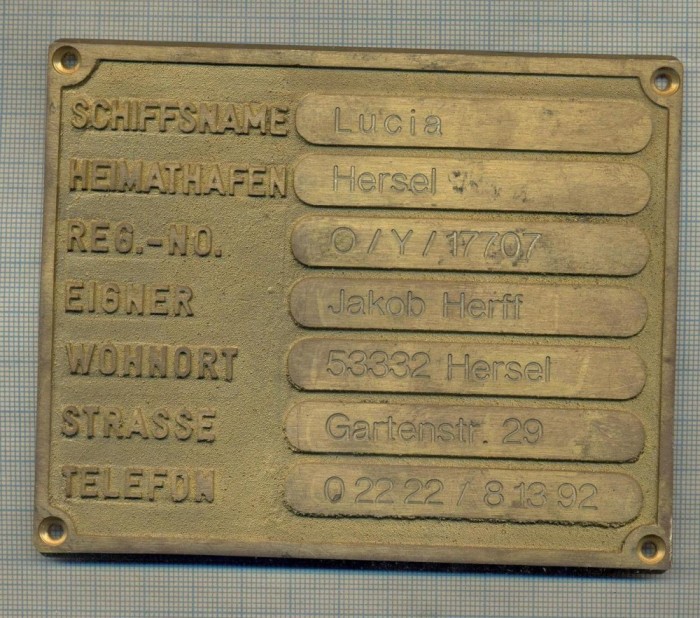 SCHIFFSNAME Lucia
HEIMATHAFEN Hersel
REG.-NO. O / Y / 17707
EIGNER Jakob Herff
WOHNORT 53332 Hersel
STRASSE Gartenstr. 29
TELEFON 0 22 22 / 8 13 92